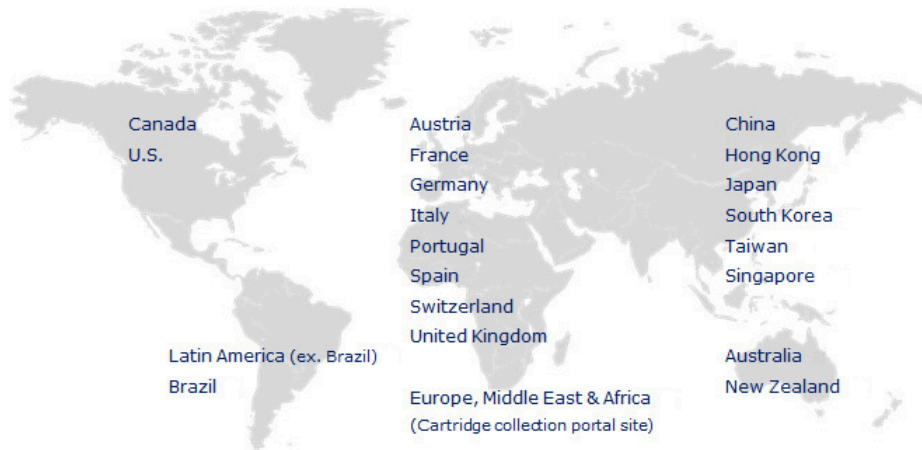 Canada
U.S.
Latin America (ex. Brazil)
Brazil
Austria
France
Germany
Italy
Portugal
Spain
Switzerland
United Kingdom
Europe, Middle East & Africa
(Cartridge collection portal site)
China
Hong Kong
Japan
South Korea
Taiwan
Singapore
Australia
New Zealand